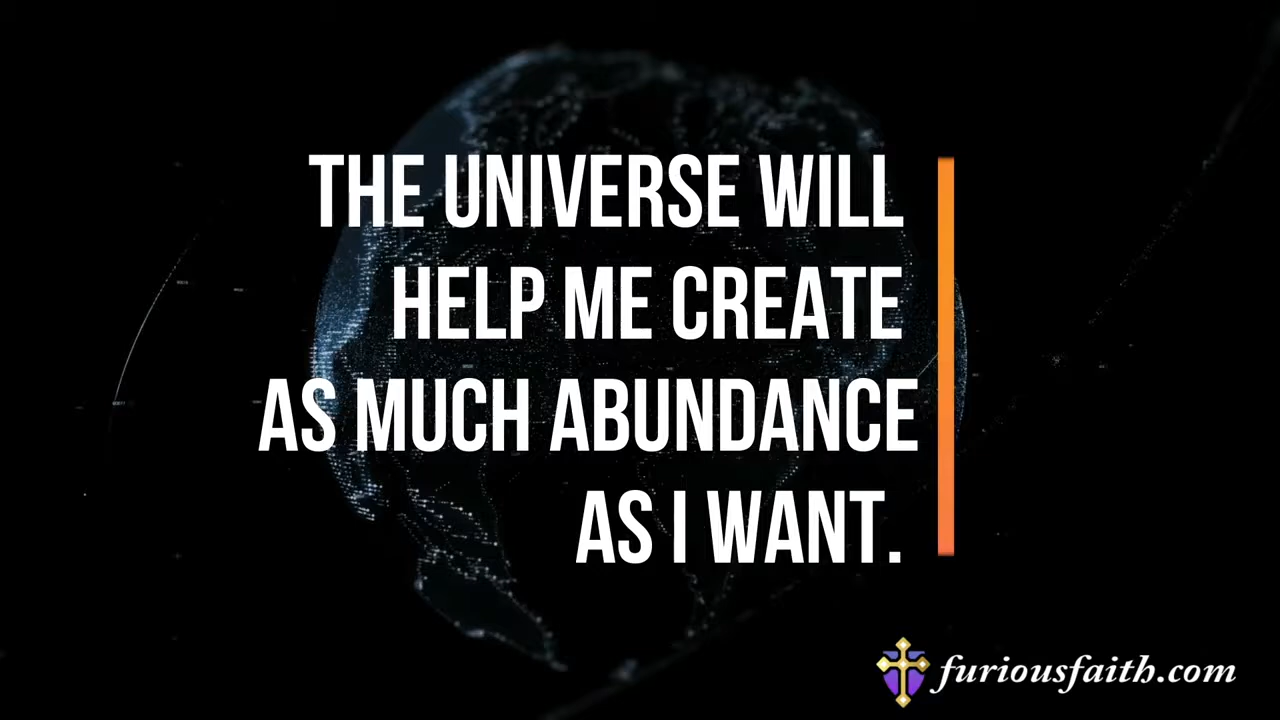 THE UNIVERSE WILL
HELP ME CREATE
AS MUCH ABUNDANCE
AS I WANT.
furiousfaith.com